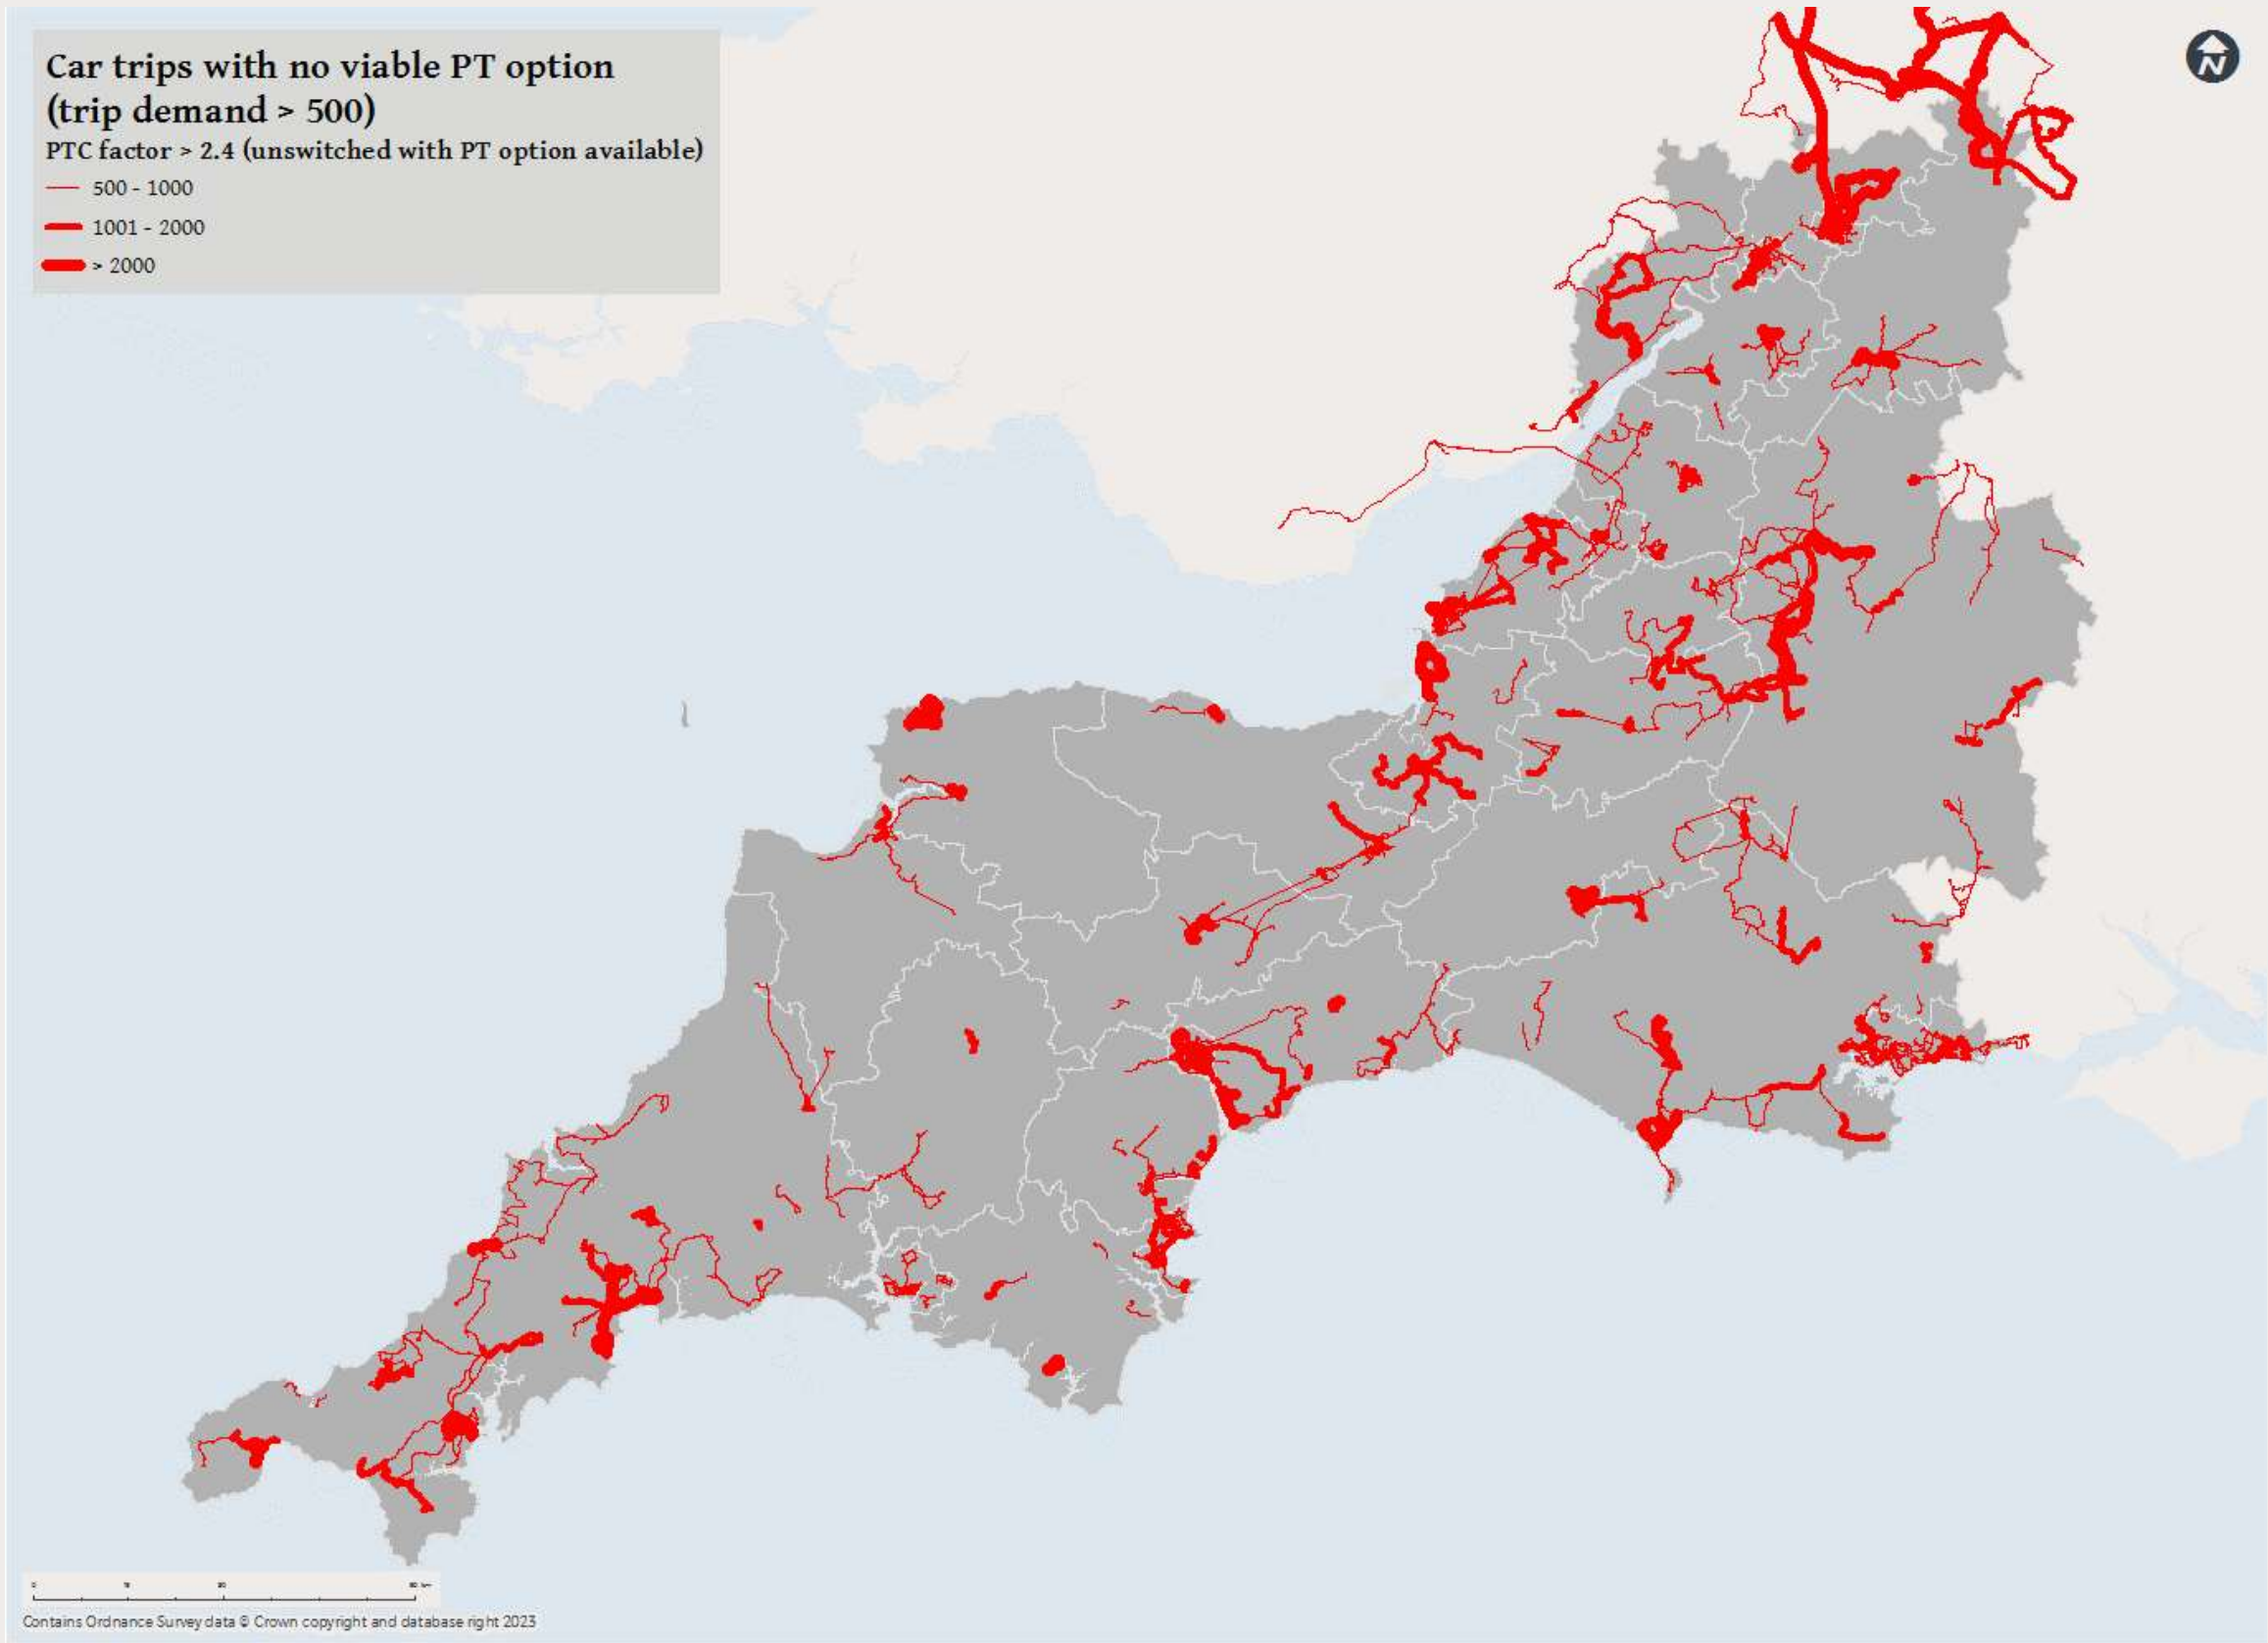 Car trips with no viable PT option
(trip demand > 500)
PTC factor > 2.4 (unswitched with PT option available)
500 - 1000
1001 - 2000
> 2000
N
Contains Ordnance Survey data © Crown copyright and database right 2023